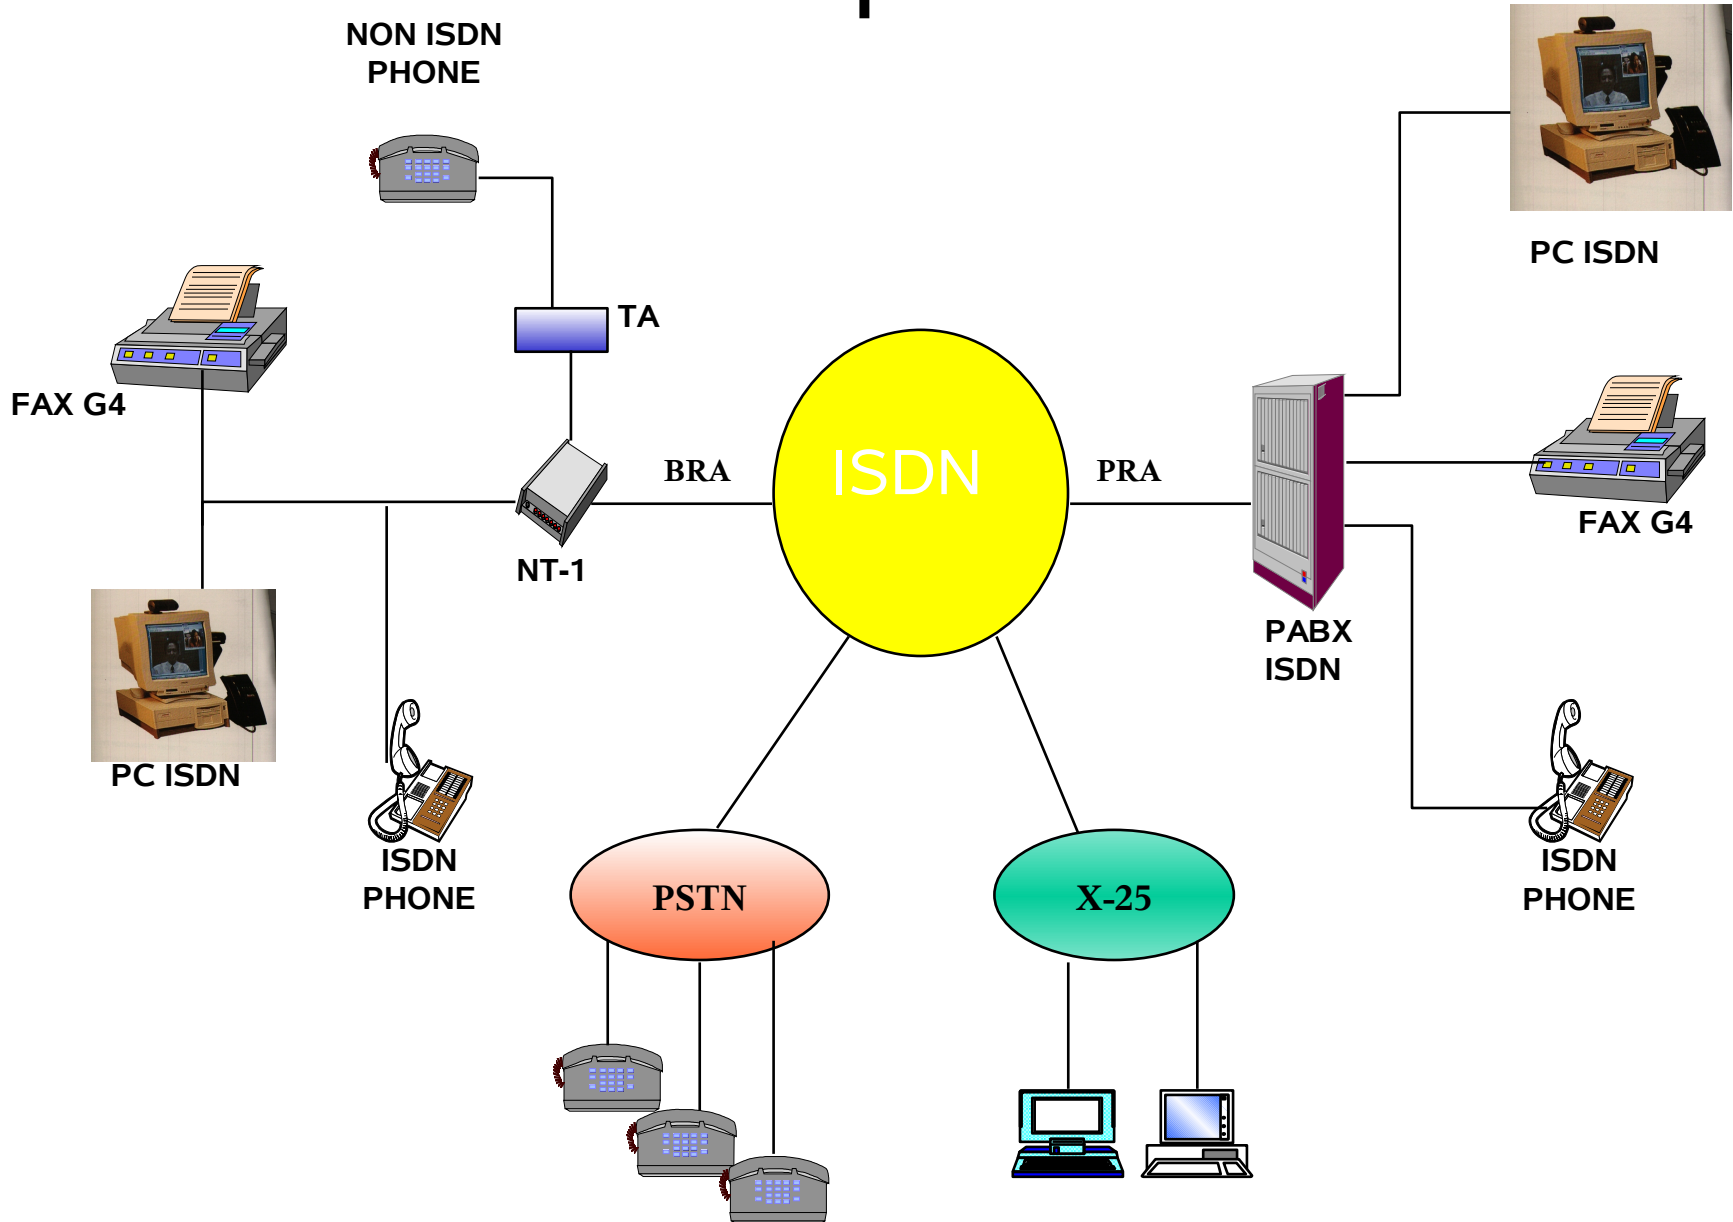 NON ISDN
PHONE
PC ISDN
TA
FAX G4
ISDN
BRA
PRA
NT-1
FAX G4
PABX
ISDN
PC ISDN
ISDN
PHONE
PSTN
X-25
ISDN
PHONE